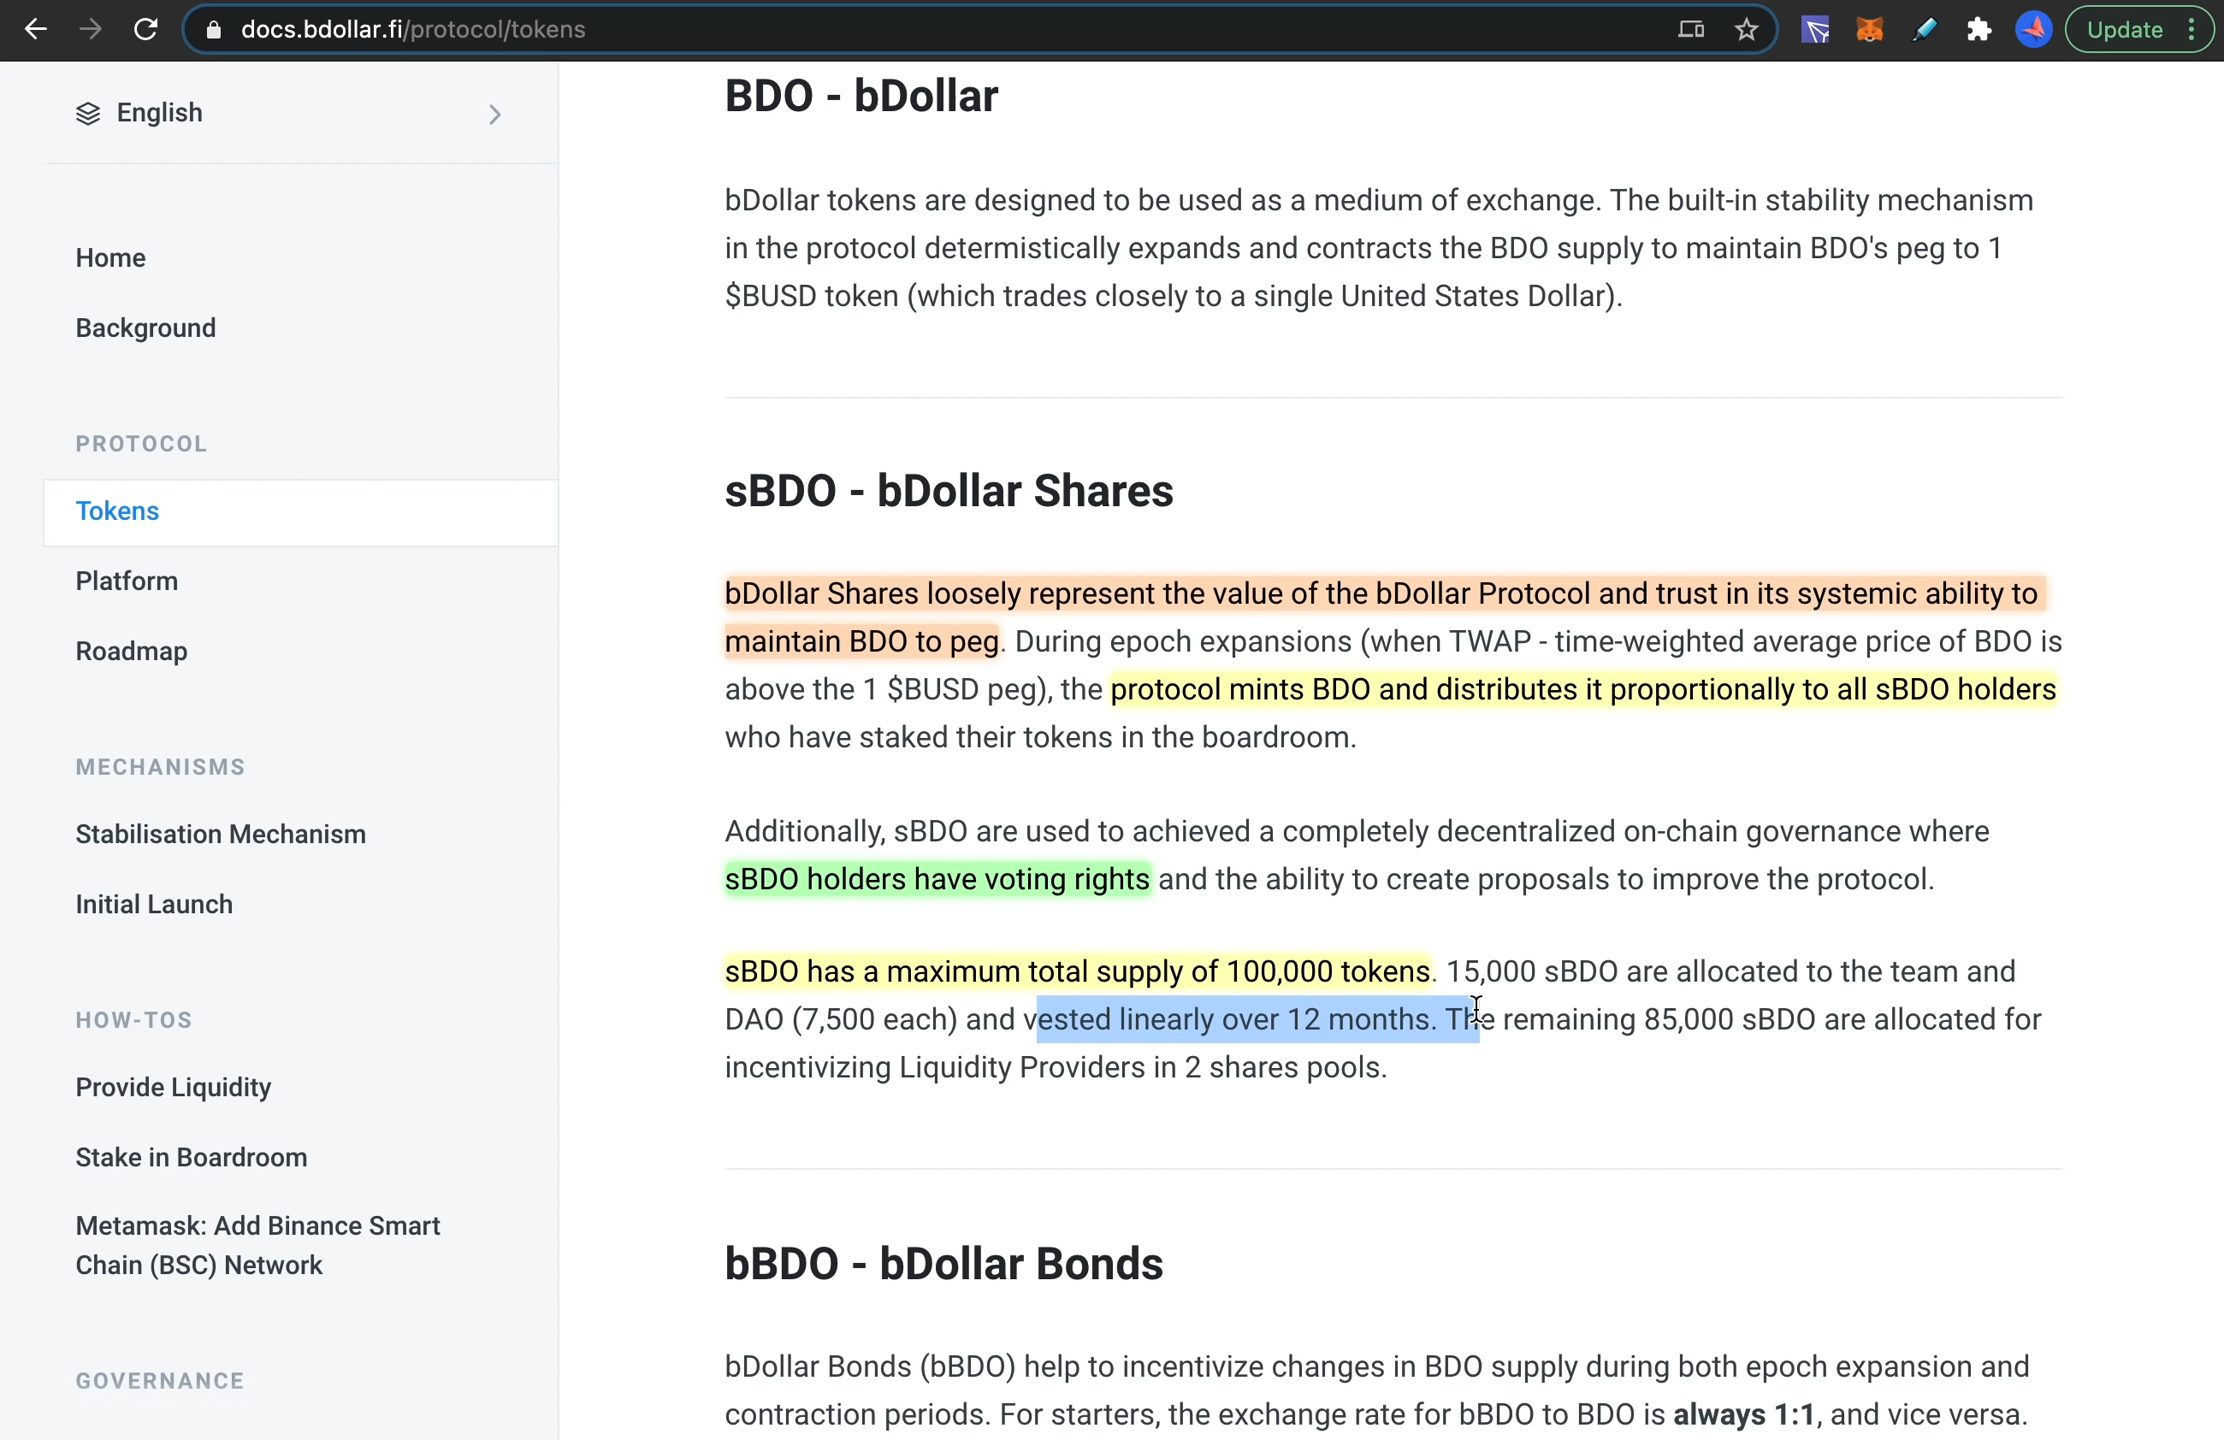 docs.bdollar.fi/protocol/tokens
Update
English
Home
Background
PROTOCOL
Tokens
Platform
Roadmap
MECHANISMS
Stabilisation Mechanism
Initial Launch
HOW-TOS
Provide Liquidity
Stake in Boardroom
Metamask: Add Binance Smart
Chain (BSC) Network
GOVERNANCE
BDO - bDollar
bDollar tokens are designed to be used as a medium of exchange. The built-in stability mechanism
in the protocol determistically expands and contracts the BDO supply to maintain BDO's peg to 1
$BUSD token (which trades closely to a single United States Dollar).
sBDO - bDollar Shares
bDollar Shares loosely represent the value of the bDollar Protocol and trust in its systemic ability to
maintain BDO to peg. During epoch expansions (when TWAP - time-weighted average price of BDO is
above the 1 $BUSD peg), the protocol mints BDO and distributes it proportionally to all sBDO holders
who have staked their tokens in the boardroom.
Additionally, sBDO are used to achieved a completely decentralized on-chain governance where
sBDO holders have voting rights and the ability to create proposals to improve the protocol.
sBDO has a maximum total supply of 100,000 tokens. 15,000 sBDO are allocated to the team and
DAO (7,500 each) and vested linearly over 12 months. The remaining 85,000 sBDO are allocated for
incentivizing Liquidity Providers in 2 shares pools.
bBDO - bDollar Bonds
bDollar Bonds (bBDO) help to incentivize changes in BDO supply during both epoch expansion and
contraction periods. For starters, the exchange rate for bBDO to BDO is always 1:1, and vice versa.